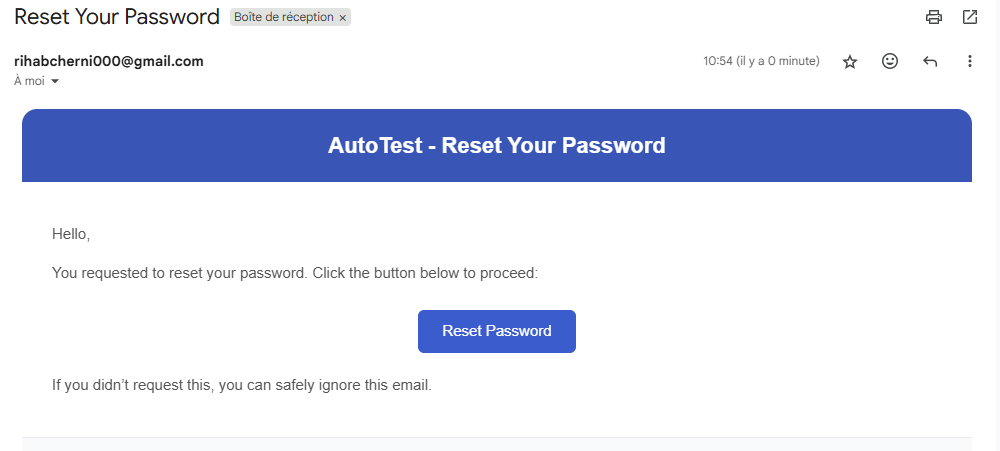 Reset Your Password Boîte de réception ×
rihabcherni000@gmail.com 10:54 (il y a 0 minute)
À moi
AutoTest - Reset Your Password
Hello,
You requested to reset your password. Click the button below to proceed:
Reset Password
If you didn’t request this, you can safely ignore this email.